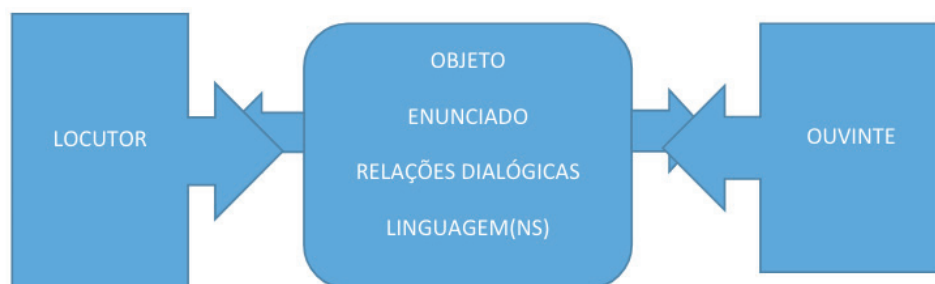 LOCUTOR
OBJETO
ENUNCIADO
RELAÇÕES DIALÓGICAS
LINGUAGEM(NS)
OUVINTE